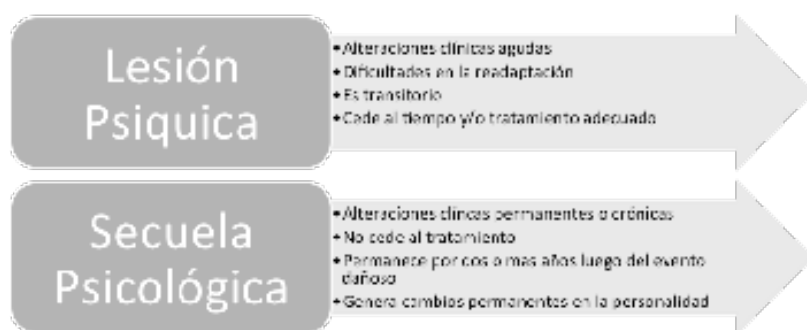 Lesión
Psiquica
• Alteraciones clínicas agudas
• Dificultades en la readaptación
• Es transitorio
• Cede al tiempo y/o tratamiento adecuado
Secuela
Psicológica
• Alteraciones clíncas permanentes o crónicas
• No cede al tratamiento
• Permanece por dos o mas años luego del evento
dañoso
• Genera cambios permanentes en la personalidad